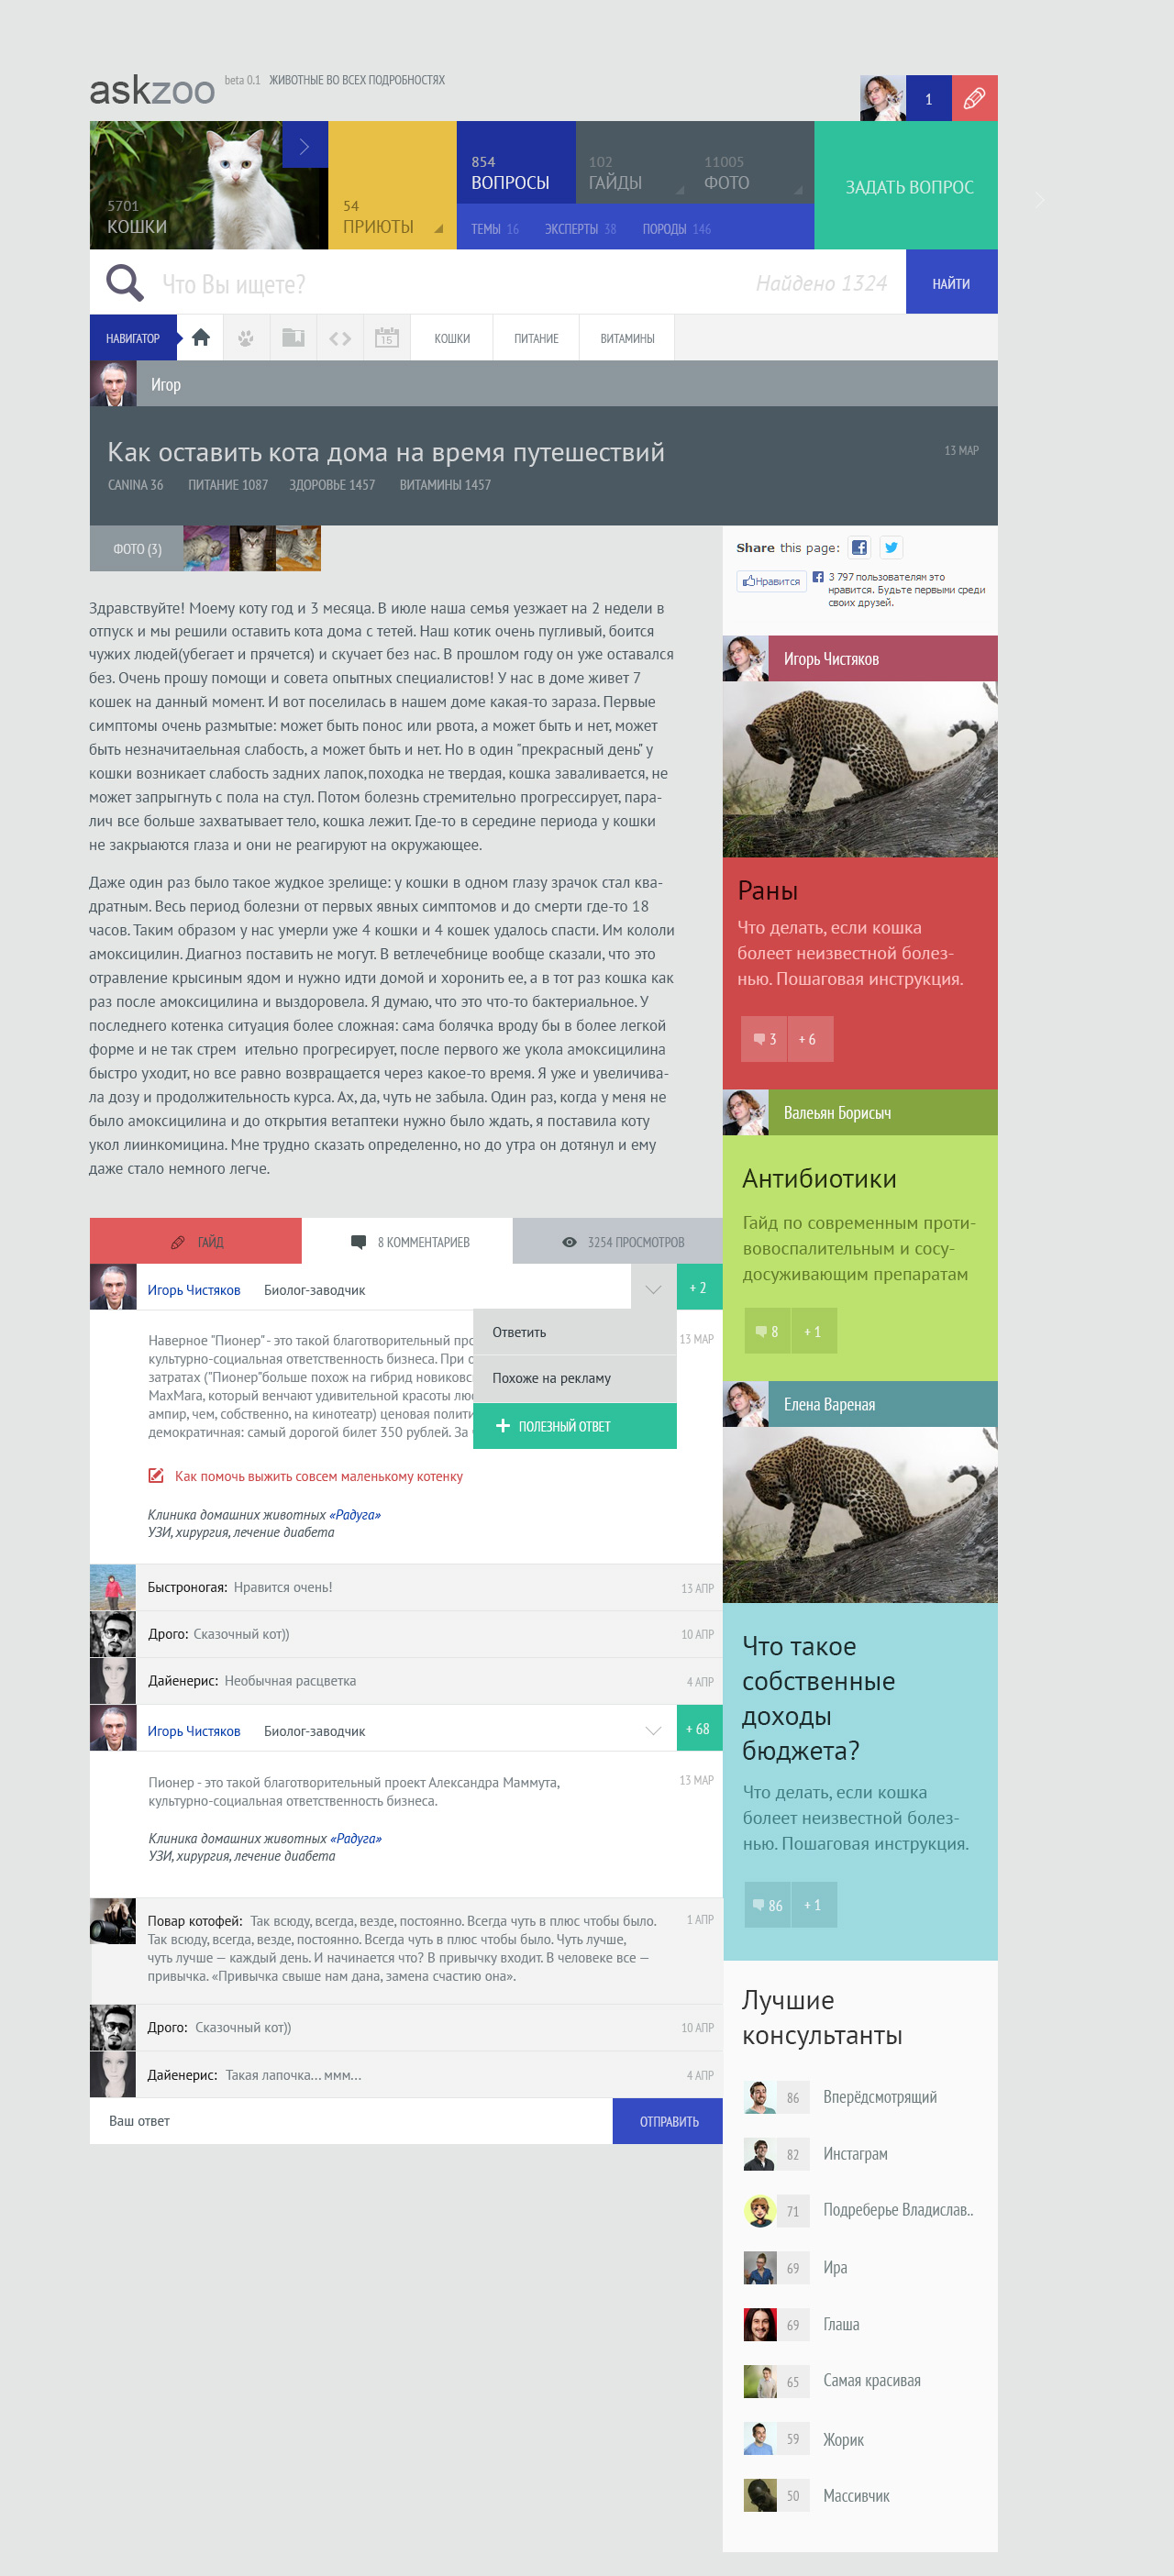 askzoo beta 0.1 ЖИВОТНЫЕ ВО ВСЕХ ПОДРОБНОСТЯХ
1
5701
КОШКИ
54
ПРИЮТЫ
854
ВОПРОСЫ
102
ГАЙДЫ
11005
ФОТО
ТЕМЫ 16 ЭКСПЕРТЫ 38 ПОРОДЫ 146
ЗАДАТЬ ВОПРОС
Что Вы ищете?
Найдено 1324
НАЙТИ
НАВИГАТОР
15
КОШКИ
ПИТАНИЕ
ВИТАМИНЫ
Игор
Как оставить кота дома на время путешествий
13 МАР
CANINA 36 ПИТАНИЕ 1087 ЗДОРОВЬЕ 1457 ВИТАМИНЫ 1457
ФОТО (3)
Здравствуйте! Моему коту год и 3 месяца. В июле наша семья уезжает на 2 недели в
отпуск и мы решили оставить кота дома с тетей. Наш котик очень пугливый, боится
чужих людей(убегает и прячется) и скучает без нас. В прошлом году он уже оставался
без. Очень прошу помощи и совета опытных специалистов! У нас в доме живет 7
кошек на данный момент. И вот поселилась в нашем доме какая-то зараза. Первые
симптомы очень размытые: может быть понос или рвота, а может быть и нет, может
быть незначитаельная слабость, а может быть и нет. Но в один "прекрасный день" у
кошки возникает слабость задних лапок,походка не твердая, кошка заваливается, не
может запрыгнуть с пола на стул. Потом болезнь стремительно прогрессирует, пара-
лич все больше захватывает тело, кошка лежит. Где-то в середине периода у кошки
не закрыаются глаза и они не реагируют на окружающее.
Даже один раз было такое жудкое зрелище: у кошки в одном глазу зрачок стал ква-
дратным. Весь период болезни от первых явных симптомов и до смерти где-то 18
часов. Таким образом у нас умерли уже 4 кошки и 4 кошек удалось спасти. Им кололи
амоксицилин. Диагноз поставить не могут. В ветлечебнице вообще сказали, что это
отравление крысиным ядом и нужно идти домой и хоронить ее, а в тот раз кошка как
раз после амоксицилина и выздоровела. Я думаю, что это что-то бактериальное. У
последнего котенка ситуация более сложная: сама болячка вроду бы в более легкой
форме и не так стрем ительно прогресирует, после первого же укола амоксицилина
быстро уходит, но все равно возвращается через какое-то время. Я уже и увеличива-
ла дозу и продолжительность курса. Ах, да, чуть не забыла. Один раз, когда у меня не
было амоксицилина и до открытия ветаптеки нужно было ждать, я поставила коту
укол лиинкомицина. Мне трудно сказать определенно, но до утра он дотянул и ему
даже стало немного легче.
ГАЙД
8 КОММЕНТАРИЕВ
3254 ПРОСМОТРОВ
Игорь Чистяков Биолог-заводчик
+ 2
Наверное "Пионер" - это такой благотворительный про
культурно-социальная ответственность бизнеса. При о
затратах ("Пионер"больше похож на гибрид новиковс
MaxMara, который венчают удивительной красоты люс
ампир, чем, собственно, на кинотеатр) ценовая полити
демократичная: самый дорогой билет 350 рублей. За
13 МАР
Ответить
Похоже на рекламу
ПОЛЕЗНЫЙ ОТВЕТ
Как помочь выжить совсем маленькому котенку
Клиника домашних животных «Радуга»
УЗИ, хирургия, лечение диабета
Быстроногая: Нравится очень!
13 АПР
Дрого: Сказочный кот))
10 АПР
Дайенерис: Необычная расцветка
4 АПР
Игорь Чистяков Биолог-заводчик
+ 68
Пионер - это такой благотворительный проект Александра Маммута,
культурно-социальная ответственность бизнеса.
13 МАР
Клиника домашних животных «Радуга»
УЗИ, хирургия, лечение диабета
Повар котофей: Так всюду, всегда, везде, постоянно. Всегда чуть в плюс чтобы было.
Так всюду, всегда, везде, постоянно. Всегда чуть в плюс чтобы было. Чуть лучше,
чуть лучше — каждый день. И начинается что? В привычку входит. В человеке все —
привычка. «Привычка свыше нам дана, замена счастию она».
1 АПР
Дрого: Сказочный кот))
10 АПР
Дайенерис: Такая лапочка... ммм...
4 АПР
Ваш ответ
ОТПРАВИТЬ
Share this page:
Нравится
3 797 пользователям это
нравится. Будьте первыми среди
своих друзей.
Игорь Чистяков
Раны
Что делать, если кошка
болеет неизвестной болез-
нью. Пошаговая инструкция.
3 + 6
Валеьян Борисыч
Антибиотики
Гайд по современным проти-
вовоспалительным и сосу-
досуживающим препаратам
8 + 1
Елена Вареная
Что такое
собственные
доходы
бюджета?
Что делать, если кошка
болеет неизвестной болез-
нью. Пошаговая инструкция.
86 + 1
Лучшие
консультанты
86 Вперёдсмотрящий
82 Инстаграм
71 Подреберье Владислав..
69 Ира
69 Глаша
65 Самая красивая
59 Жорик
50 Массивчик